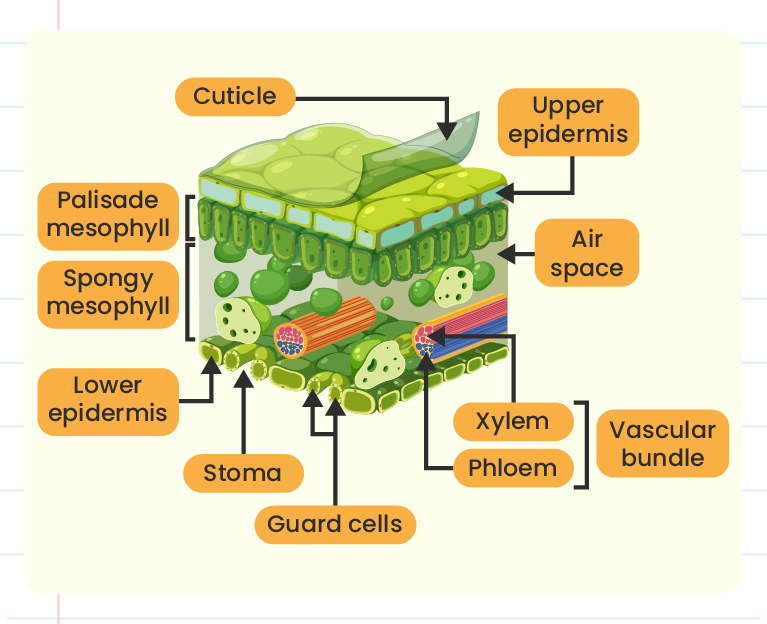 Cuticle
Upper
epidermis
Palisade
mesophyll
Air
space
Spongy
mesophyll
Lower
epidermis
Xylem
Vascular
bundle
Phloem
Stoma
Guard cells